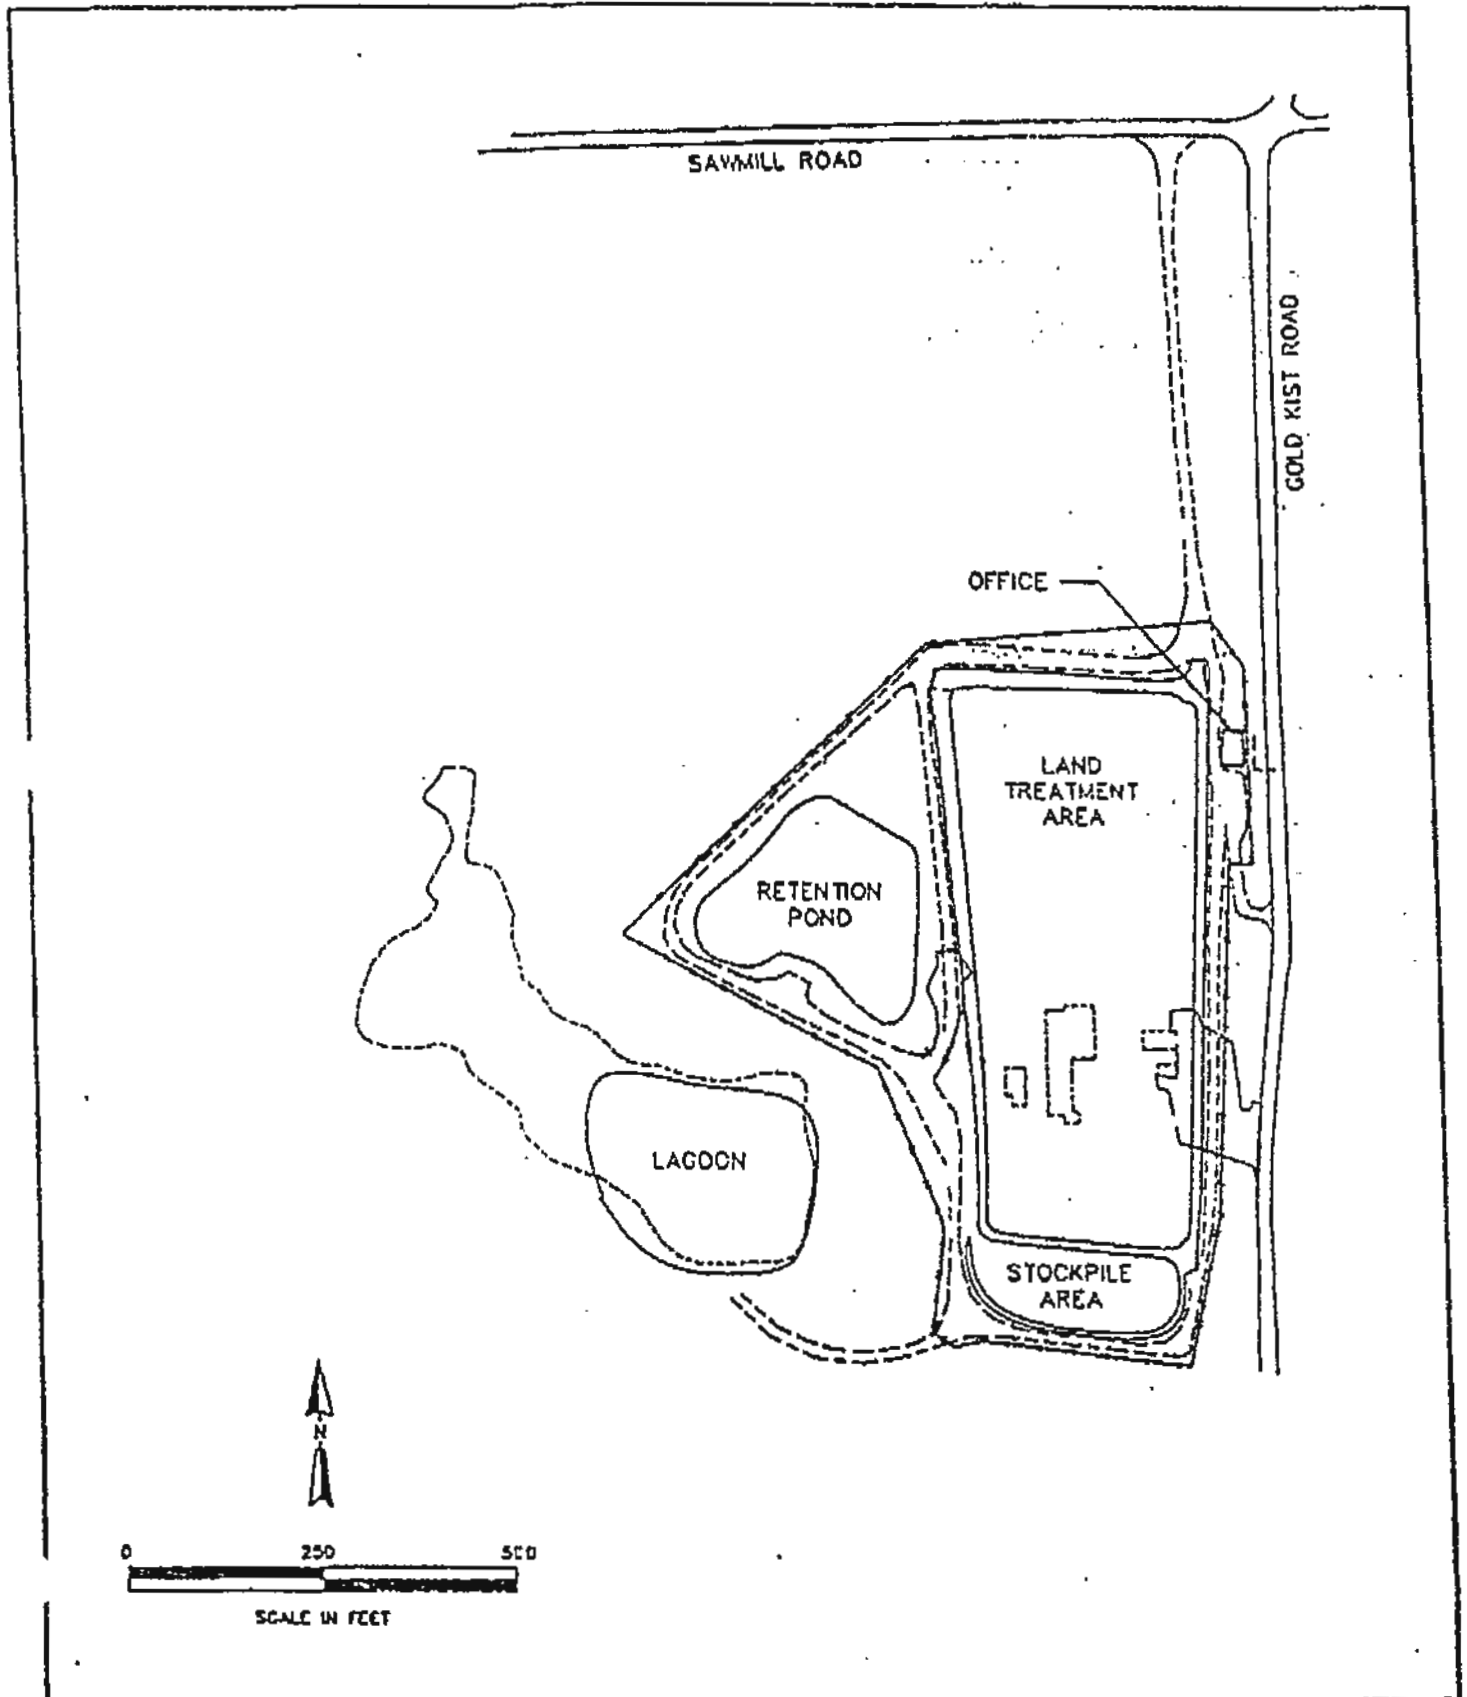 SAWMILL ROAD
GOLD KIST ROAD
OFFICE
LAND
TREATMENT
AREA
RETENTION
POND
LAGOON
STOCKPILE
AREA
N
0 250 500
SCALE IN FEET